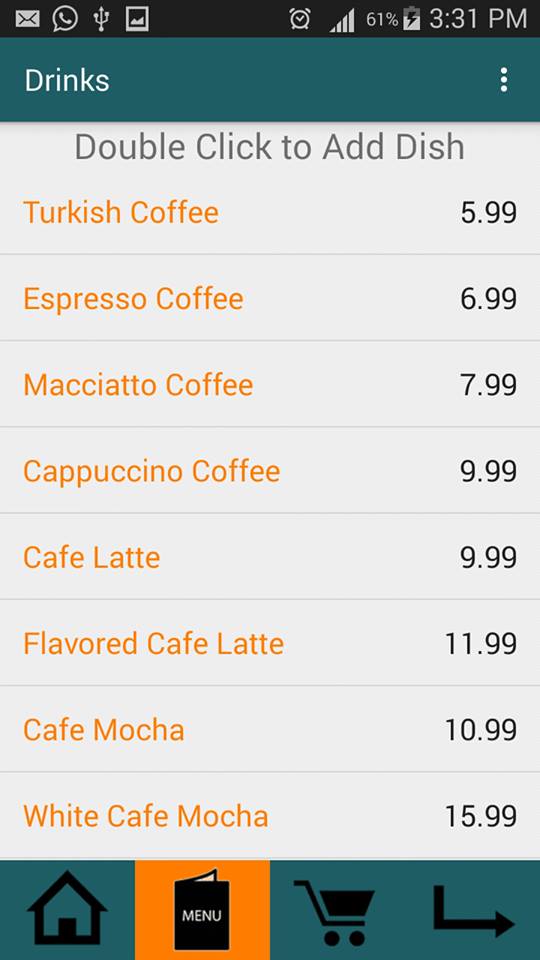 61% 3:31 PM
Drinks
Double Click to Add Dish
Turkish Coffee 5.99
Espresso Coffee 6.99
Macciatto Coffee 7.99
Cappuccino Coffee 9.99
Cafe Latte 9.99
Flavored Cafe Latte 11.99
Cafe Mocha 10.99
White Cafe Mocha 15.99
MENU